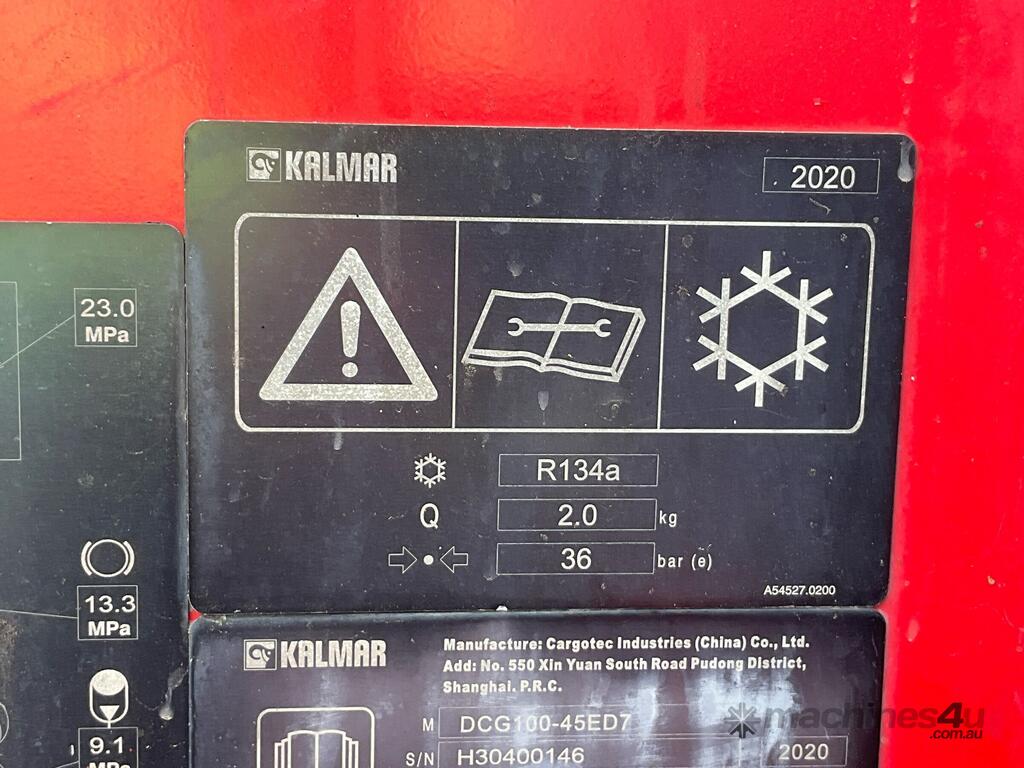 KALMAR
2020
23.0
MPa
R134a
Q 2.0 kg
36 bar (e)
13.3
MPa
A54527.0200
9.1
MPa
KALMAR
Manufacture: Cargotec Industries (China) Co., Ltd.
Add: No. 550 Xin Yuan South Road Pudong District,
Shanghai. P.R.C.
M DCG100-45ED7
S/N H30400146 2020
machines4u
.com.au